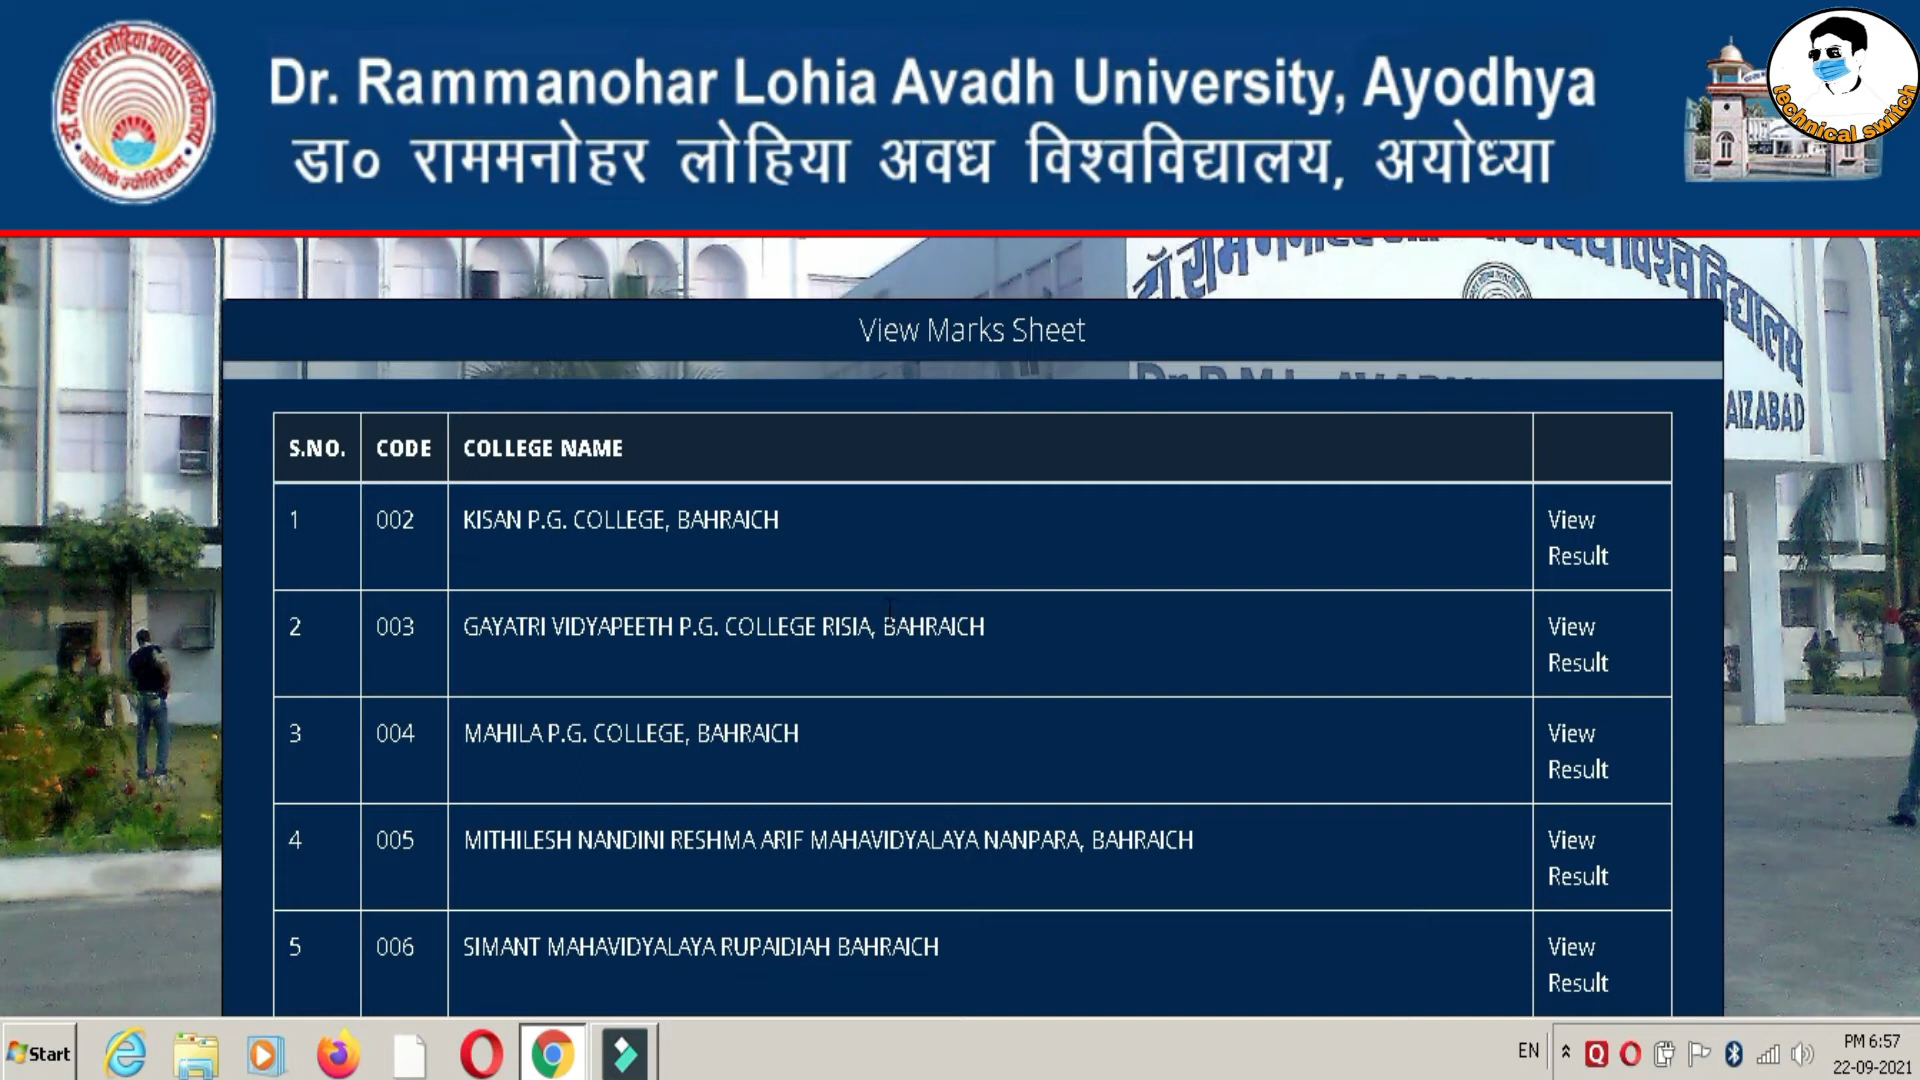 Dr. Rammanohar Lohia Avadh University, Ayodhya
डा० राममनोहर लोहिया अवध विश्वविद्यालय, अयोध्या
technical switch
View Marks Sheet
AIZABAD
S.NO. CODE COLLEGE NAME
1 002 KISAN P.G. COLLEGE, BAHRAICH View
Result
2 003 GAYATRI VIDYAPEETH P.G. COLLEGE RISIA, BAHRAICH View
Result
3 004 MAHILA P.G. COLLEGE, BAHRAICH View
Result
4 005 MITHILESH NANDINI RESHMA ARIF MAHAVIDYALAYA NANPARA, BAHRAICH View
Result
5 006 SIMANT MAHAVIDYALAYA RUPAIDIAH BAHRAICH View
Result
Start
EN
PM 6:57
22-09-2021